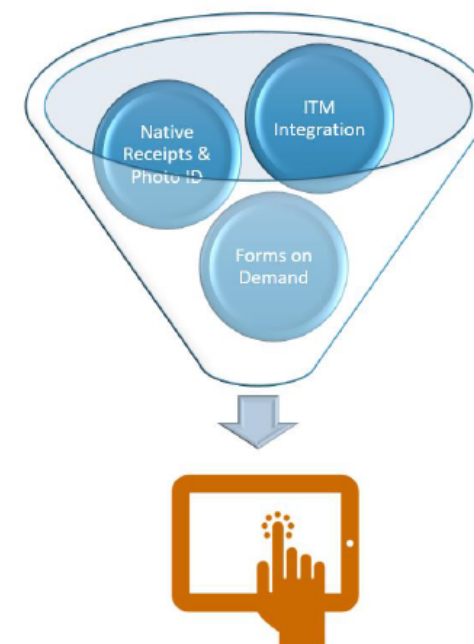 Native
Receipts &
Photo ID
ITM
Integration
Forms on
Demand